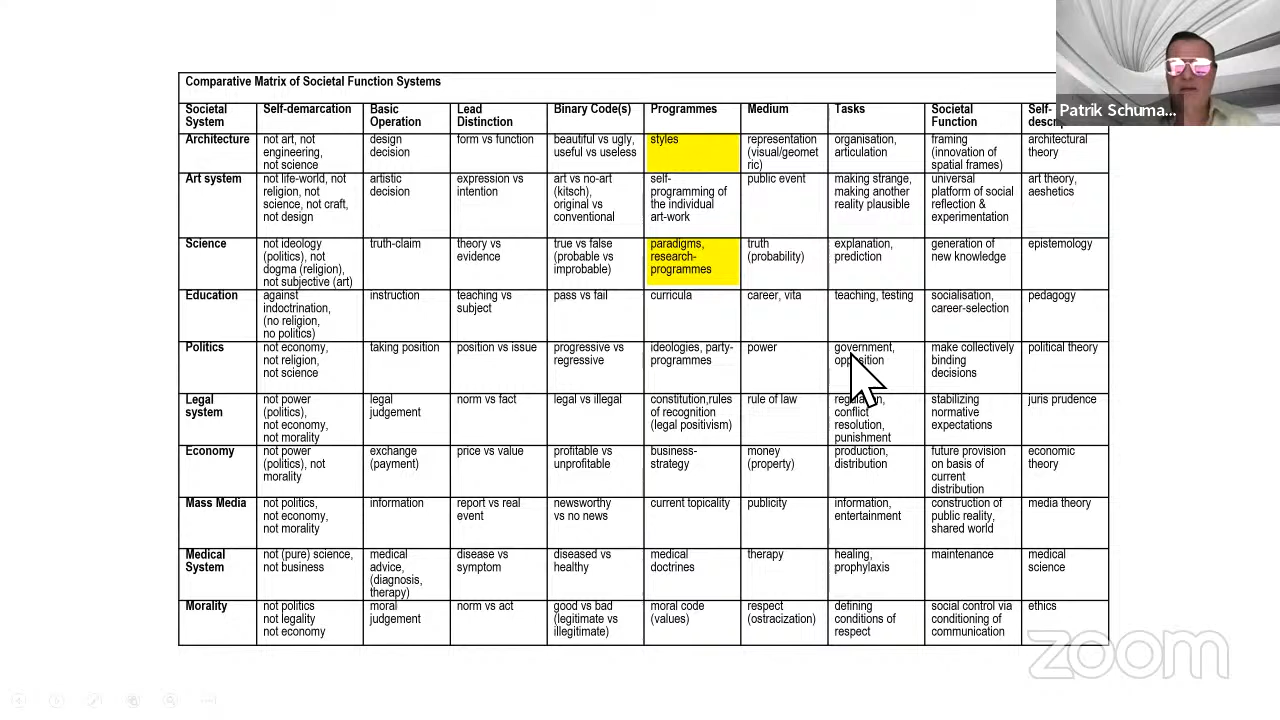 Patrik Schuma...
Comparative Matrix of Societal Function Systems
Societal System | Self-demarcation | Basic Operation | Lead Distinction | Binary Code(s) | Programmes | Medium | Tasks | Societal Function | Self-
Architecture | not art, not engineering, not science | design decision | form vs function | beautiful vs ugly, useful vs useless | styles | representation (visual/geometric) | organisation, articulation | framing (innovation of spatial frames) | architectural theory
Art system | not life-world, not religion, not science, not craft, not design | artistic decision | expression vs intention | art vs no-art (kitsch), original vs conventional | self-programming of the individual art-work | public event | making strange, making another reality plausible | universal platform of social reflection & experimentation | art theory, aeshetics
Science | not ideology (politics), not dogma (religion), not subjective (art) | truth-claim | theory vs evidence | true vs false (probable vs improbable) | paradigms, research-programmes | truth (probability) | explanation, prediction | generation of new knowledge | epistemology
Education | against indoctrination, (no religion, no politics) | instruction | teaching vs subject | pass vs fail | curricula | career, vita | teaching, testing | socialisation, career-selection | pedagogy
Politics | not economy, not religion, not science | taking position | position vs issue | progressive vs regressive | ideologies, party-programmes | power | government, opposition | make collectively binding decisions | political theory
Legal system | not power (politics), not economy, not morality | legal judgement | norm vs fact | legal vs illegal | constitution,rules of recognition (legal positivism) | rule of law | regulation, conflict resolution, punishment | stabilizing normative expectations | juris prudence
Economy | not power (politics), not morality | exchange (payment) | price vs value | profitable vs unprofitable | business-strategy | money (property) | production, distribution | future provision on basis of current distribution | economic theory
Mass Media | not politics, not economy, not morality | information | report vs real event | newsworthy vs no news | current topicality | publicity | information, entertainment | construction of public reality, shared world | media theory
Medical System | not (pure) science, not business | medical advice, (diagnosis, therapy) | disease vs symptom | diseased vs healthy | medical doctrines | therapy | healing, prophylaxis | maintenance | medical science
Morality | not politics not legality not economy | moral judgement | norm vs act | good vs bad (legitimate vs illegitimate) | moral code (values) | respect (ostracization) | defining conditions of respect | social control via conditioning of communication | ethics
zoom